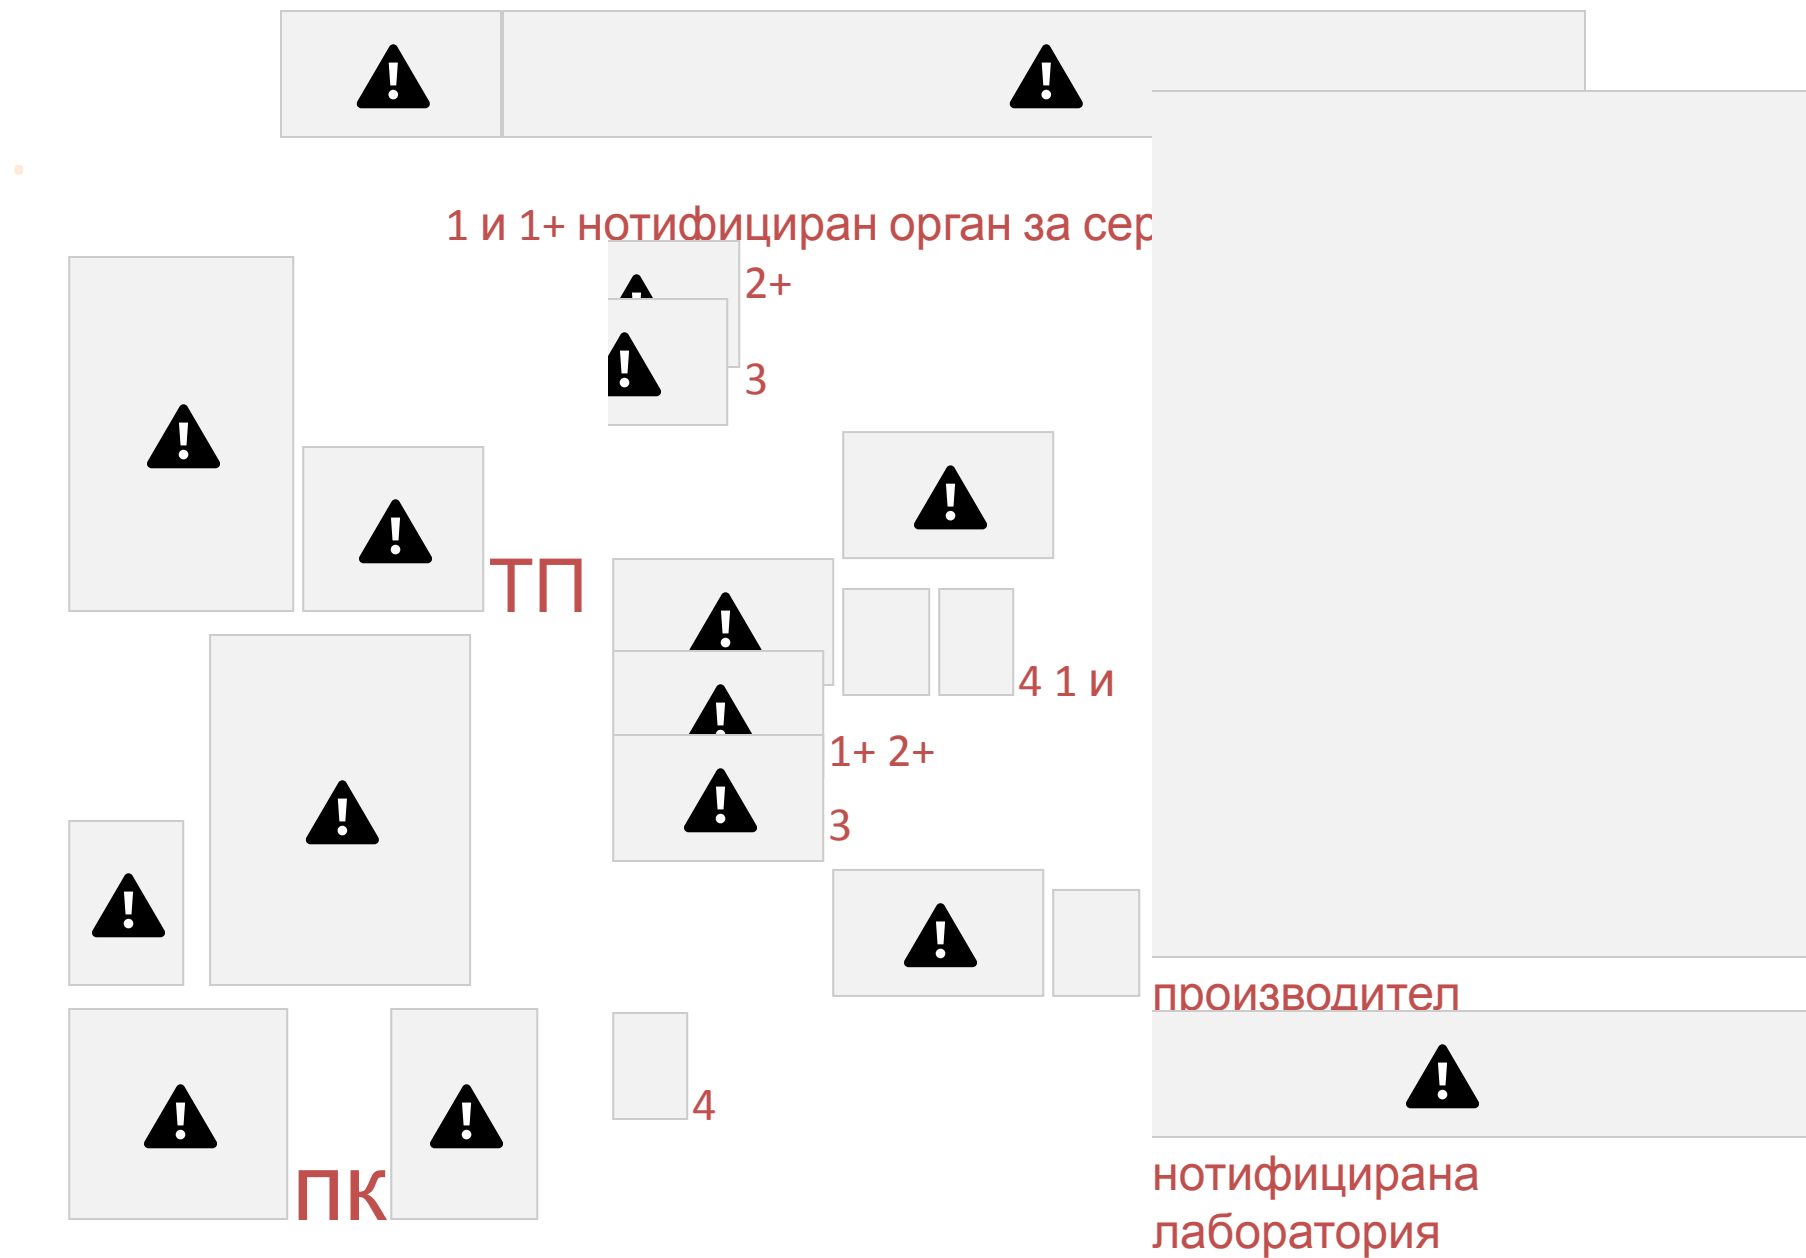 1 и 1+ нотифициран орган за сер
2+
3
ТП
4 1 и
1+ 2+
3
производител
4
нотифицирана
ПК
лаборатория